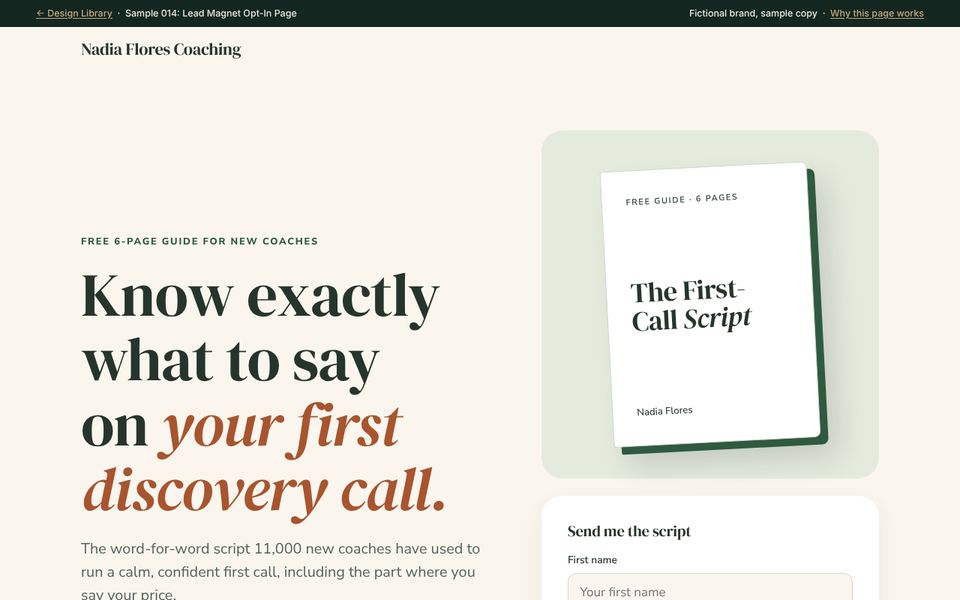 ← Design Library · Sample 014: Lead Magnet Opt-In Page
Fictional brand, sample copy · Why this page works
Nadia Flores Coaching
FREE 6-PAGE GUIDE FOR NEW COACHES
Know exactly
what to say
on your first
discovery call.
The word-for-word script 11,000 new coaches have used to
run a calm, confident first call, including the part where you
say your price.
FREE GUIDE · 6 PAGES
The First-
Call Script
Nadia Flores
Send me the script
First name
Your first name